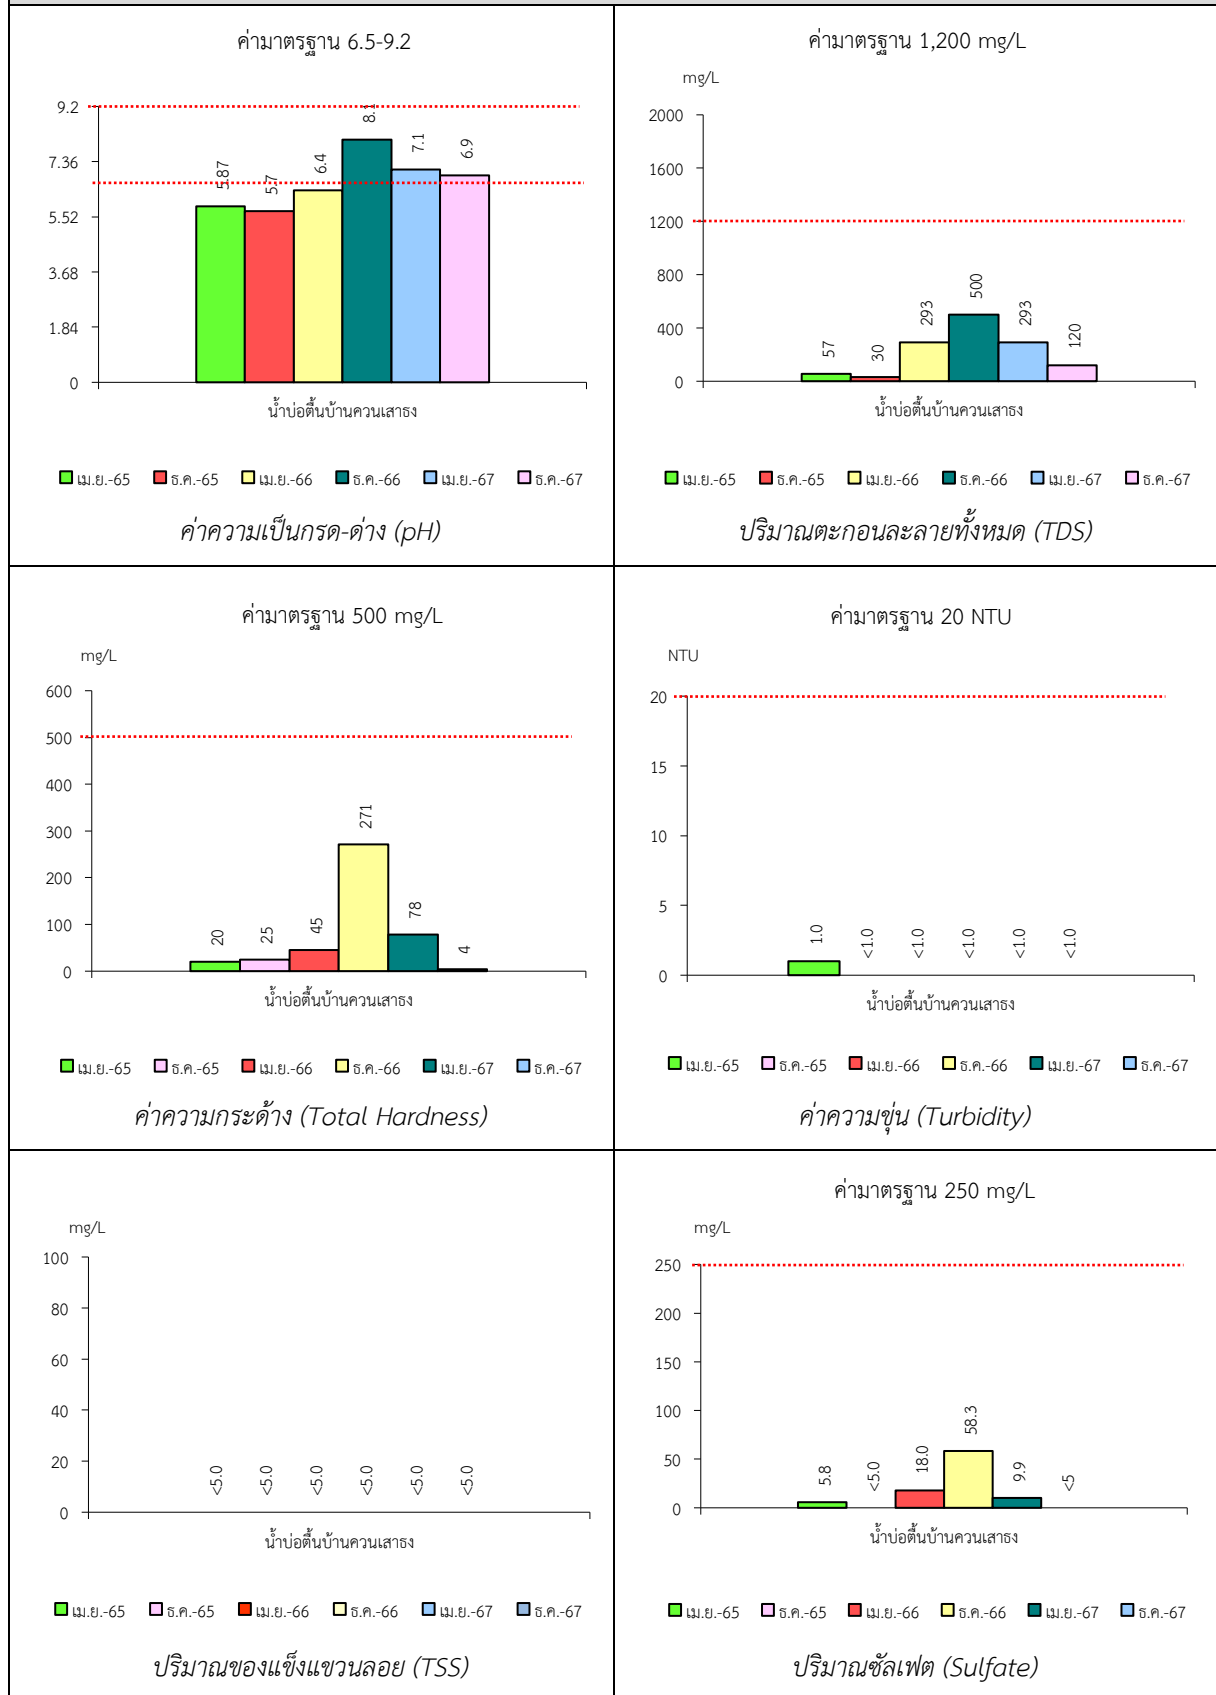 ค่ามาตรฐาน 6.5-9.2
9.2
7.36
5.52
3.68
1.84
0
5.87
5.7
6.4
8.1
7.1
6.9
น้ำบ่อตื้นบ้านควนเสาธง
เม.ย.-65 ธ.ค.-65 เม.ย.-66 ธ.ค.-66 เม.ย.-67 ธ.ค.-67
ค่าความเป็นกรด-ด่าง (pH)
ค่ามาตรฐาน 1,200 mg/L
mg/L
2000
1600
1200
800
400
0
57
30
293
500
293
120
น้ำบ่อตื้นบ้านควนเสาธง
เม.ย.-65 ธ.ค.-65 เม.ย.-66 ธ.ค.-66 เม.ย.-67 ธ.ค.-67
ปริมาณตะกอนละลายทั้งหมด (TDS)
ค่ามาตรฐาน 500 mg/L
mg/L
600
500
400
300
200
100
0
20
25
45
271
78
4
น้ำบ่อตื้นบ้านควนเสาธง
เม.ย.-65 ธ.ค.-65 เม.ย.-66 ธ.ค.-66 เม.ย.-67 ธ.ค.-67
ค่าความกระด้าง (Total Hardness)
ค่ามาตรฐาน 20 NTU
NTU
20
15
10
5
0
1.0
<1.0
<1.0
<1.0
<1.0
<1.0
น้ำบ่อตื้นบ้านควนเสาธง
เม.ย.-65 ธ.ค.-65 เม.ย.-66 ธ.ค.-66 เม.ย.-67 ธ.ค.-67
ค่าความขุ่น (Turbidity)
mg/L
100
80
60
40
20
0
<5.0
<5.0
<5.0
<5.0
<5.0
<5.0
น้ำบ่อตื้นบ้านควนเสาธง
เม.ย.-65 ธ.ค.-65 เม.ย.-66 ธ.ค.-66 เม.ย.-67 ธ.ค.-67
ปริมาณของแข็งแขวนลอย (TSS)
ค่ามาตรฐาน 250 mg/L
mg/L
250
200
150
100
50
0
5.8
<5.0
18.0
58.3
9.9
<5
น้ำบ่อตื้นบ้านควนเสาธง
เม.ย.-65 ธ.ค.-65 เม.ย.-66 ธ.ค.-66 เม.ย.-67 ธ.ค.-67
ปริมาณซัลเฟต (Sulfate)